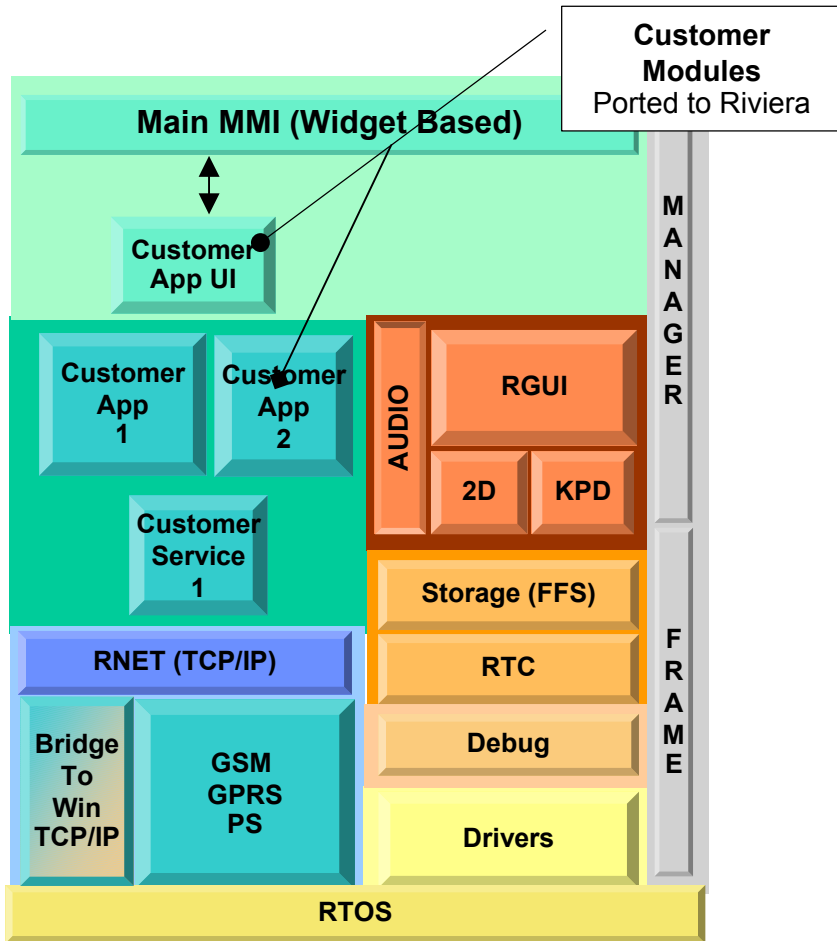 Customer
Modules
Ported to Riviera
Main MMI (Widget Based)
Customer
App UI
Customer
App
1
Customer
App
2
Customer
Service
1
AUDIO
RGUI
2D
KPD
Storage (FFS)
RTC
Debug
Drivers
RNET (TCP/IP)
Bridge
To
Win
TCP/IP
GSM
GPRS
PS
MANAGER
FRAME
RTOS